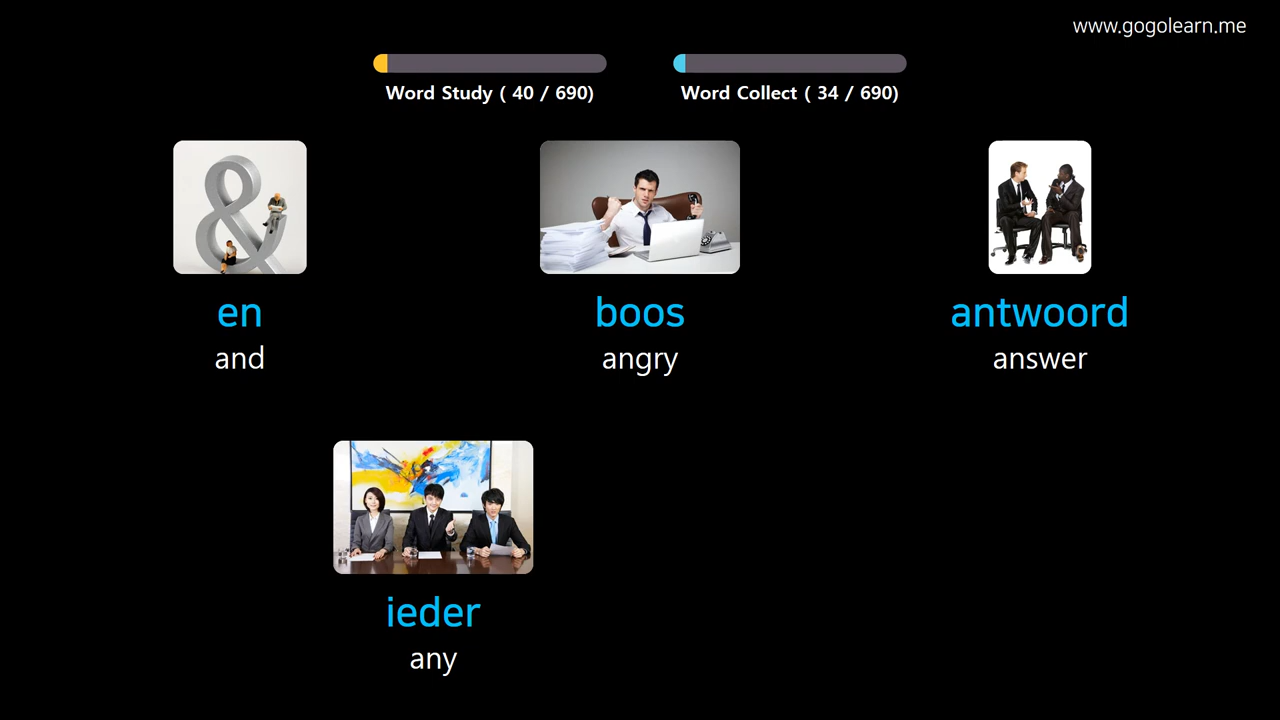 www.gogolearn.me
Word Study ( 40 / 690)
Word Collect ( 34 / 690)
&
en
and
boos
angry
antwoord
answer
ieder
any